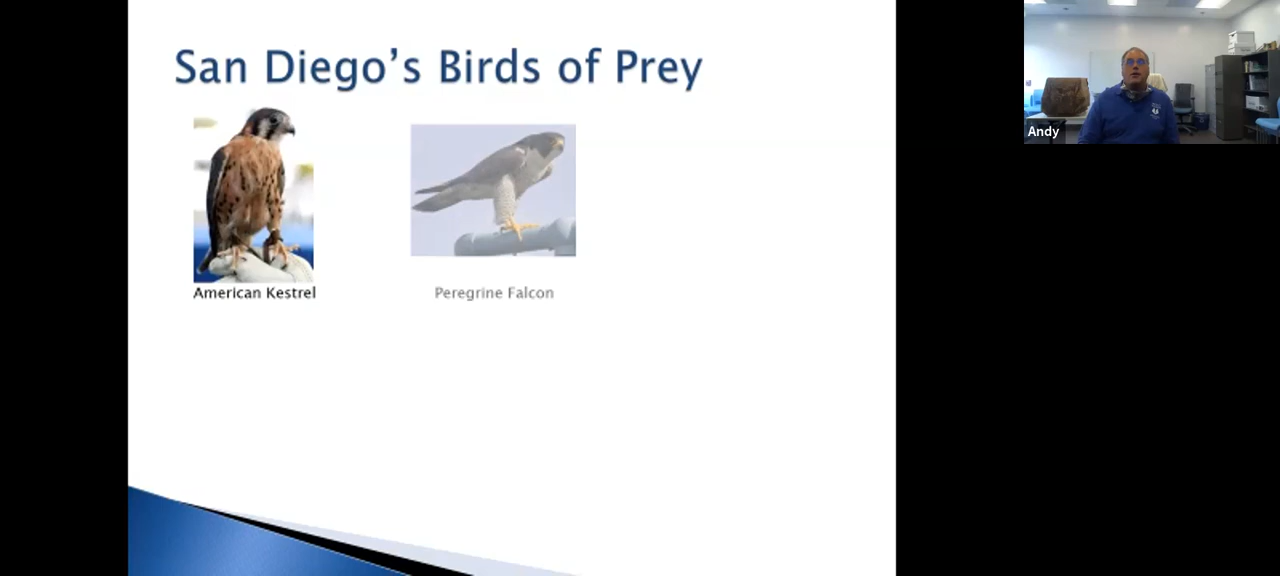 San Diego’s Birds of Prey
American Kestrel
Peregrine Falcon
Andy